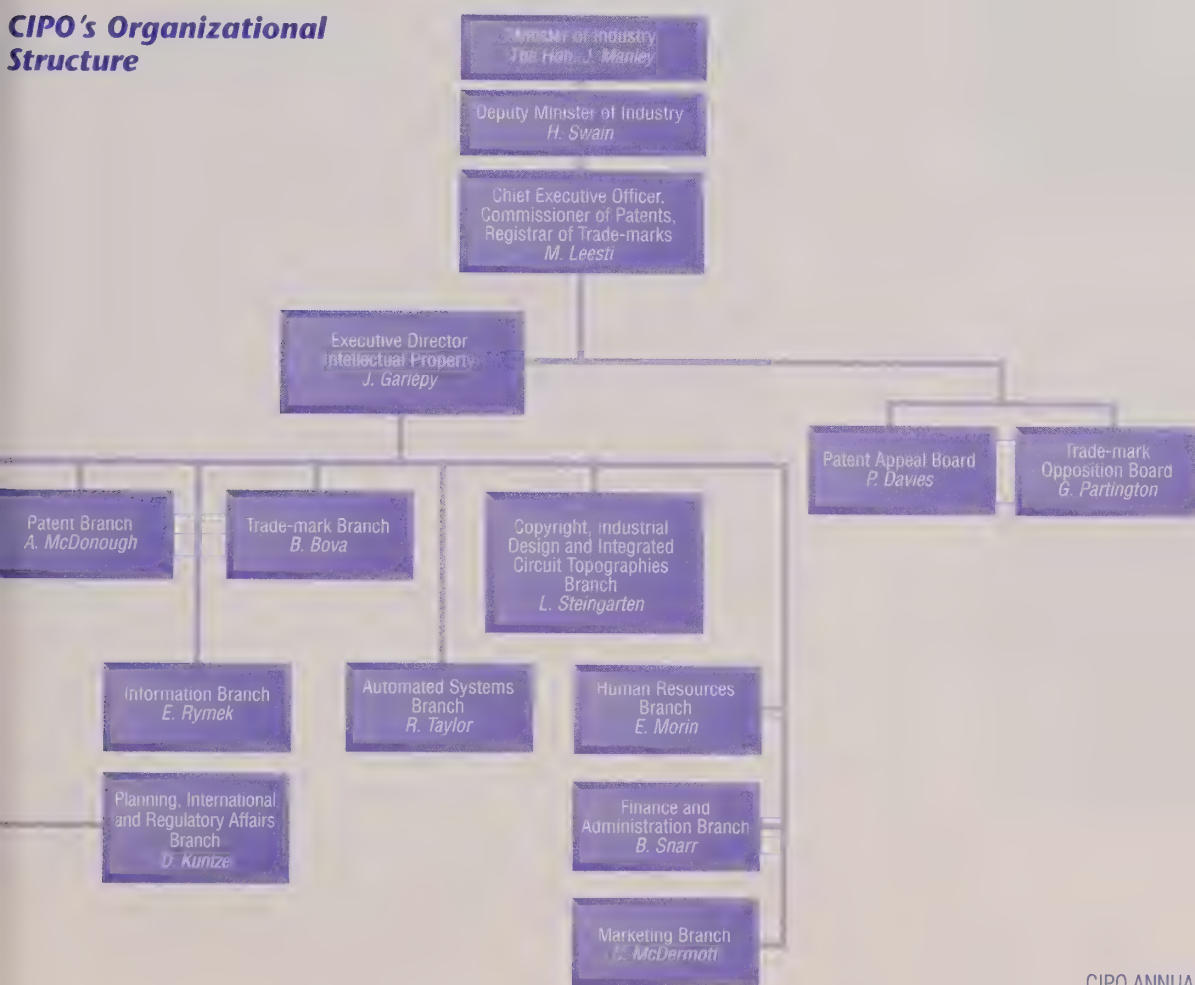 CIPO's Organizational
Structure
Minister of Industry
The Hon. J. Manley
Deputy Minister of Industry
H. Swain
Chief Executive Officer,
Commissioner of Patents,
Registrar of Trade-marks
M. Leesti
Executive Director
Intellectual Property
J. Gariépy
Patent Appeal Board
P. Davies
Trade-mark
Opposition Board
G. Partington
Patent Branch
A. McDonough
Trade-mark Branch
B. Bova
Copyright, Industrial
Design and Integrated
Circuit Topographies
Branch
L. Steingarten
Information Branch
E. Rymek
Automated Systems
Branch
R. Taylor
Human Resources
Branch
E. Morin
Planning, International
and Regulatory Affairs
Branch
D. Kuntze
Finance and
Administration Branch
B. Snarr
Marketing Branch
McDermott
CIPO ANNUA